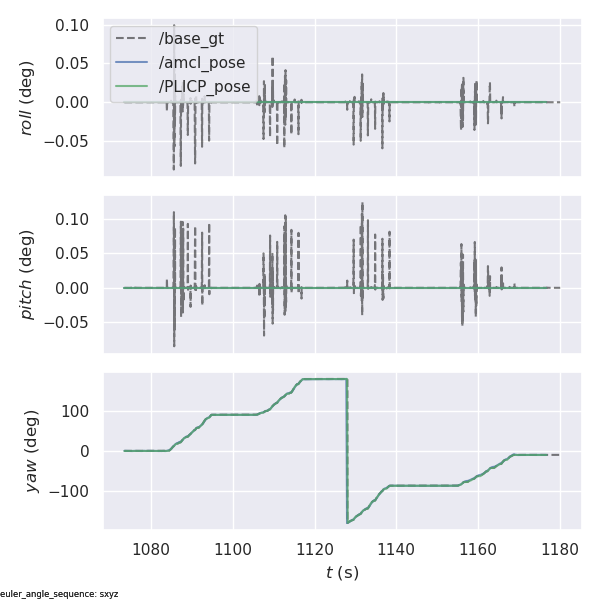 0.10
0.05
0.00
−0.05
roll (deg)
/base_gt
/amcl_pose
/PLICP_pose
0.10
0.05
0.00
−0.05
pitch (deg)
100
0
−100
yaw (deg)
1080 1100 1120 1140 1160 1180
t (s)
euler_angle_sequence: sxyz